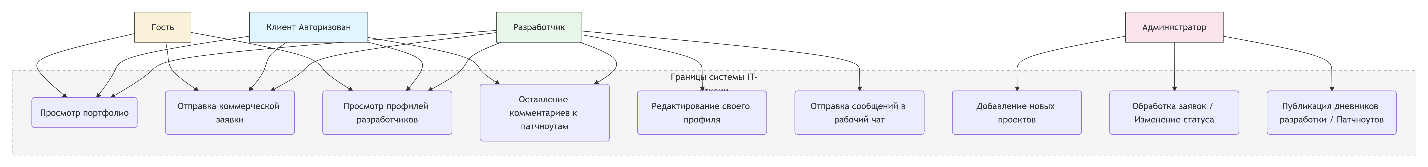 Гость
Клиент Авторизован
Разработчик
Администратор
Границы системы IT-
Просмотр портфолио
Отправка коммерческой
заявки
Просмотр профилей
разработчиков
Оставление
комментариев к
патчноутам
Редактирование своего
профиля
Отправка сообщений в
рабочий чат
Добавление новых
проектов
Обработка заявок /
Изменение статуса
Публикация дневников
разработки / Патчноутов